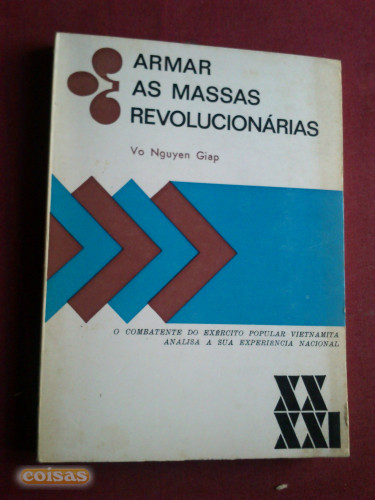 ARMAR
AS MASSAS
REVOLUCIONÁRIAS
Vo Nguyen Giap
O COMBATENTE DO EXÉRCITO POPULAR VIETNAMITA
ANALISA A SUA EXPERIÊNCIA NACIONAL
XX
XXI
coisas